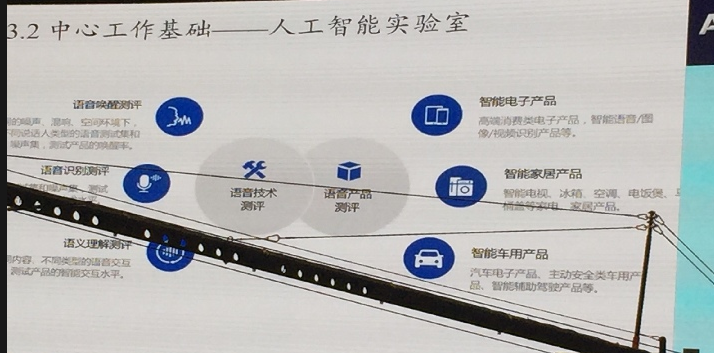 3.2 中心工作基础——人工智能实验室
语音唤醒测评
的噪声、混响、空间环境下，
不同说话人类型的语音测试集和
噪声集，测试产品的唤醒率。
语音识别测评
噪声集，测试
语义理解测评
内容、不同类型的语音交互
测试产品的智能交互水平。
语音技术
测评
语音产品
测评
智能电子产品
高端消费类电子产品，智能语音/图
像/视频识别产品等。
智能家居产品
智能电视、冰箱、空调、电饭煲、
桶盖等家电、家居产品。
智能车用产品
汽车电子产品、主动安全类车用产
品、智能辅助驾驶产品等。
A